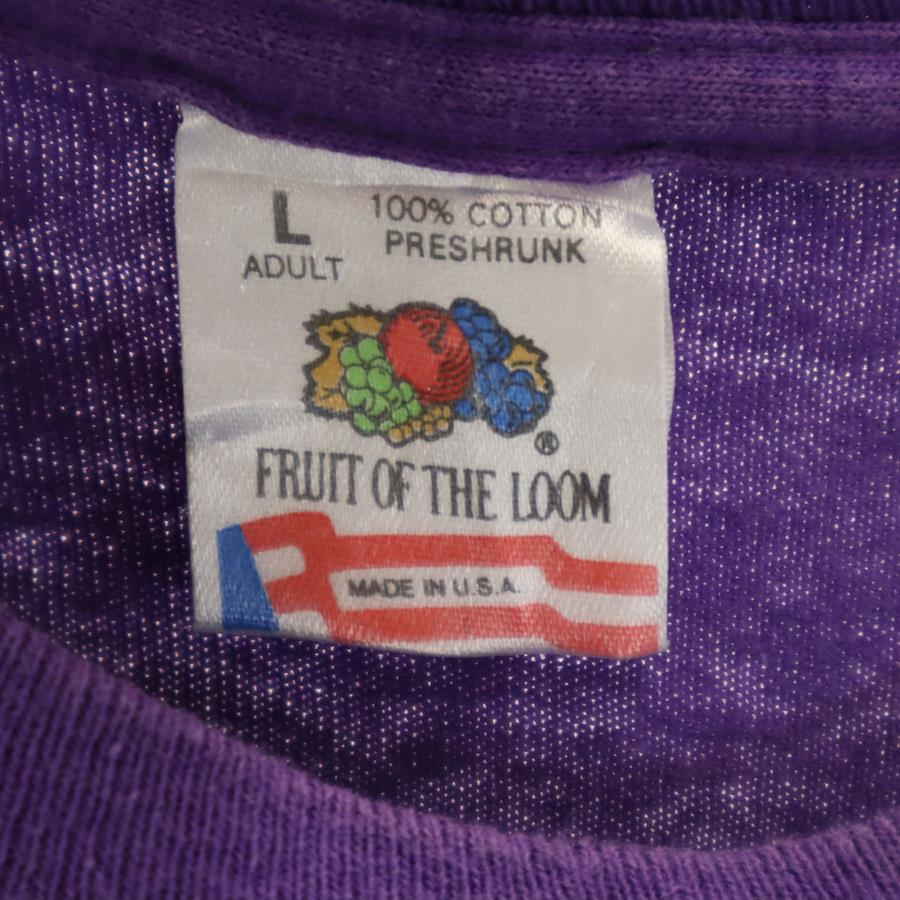 L
ADULT
100% COTTON
PRESHRUNK
®
FRUIT OF THE LOOM
MADE IN U.S.A.